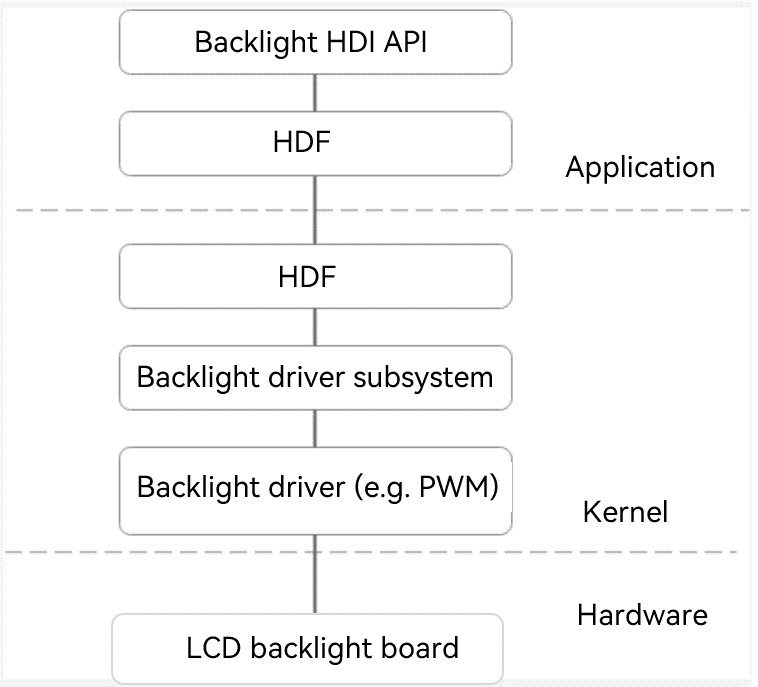 Backlight HDI API
HDF
Application
HDF
Backlight driver subsystem
Backlight driver (e.g. PWM)
Kernel
Hardware
LCD backlight board